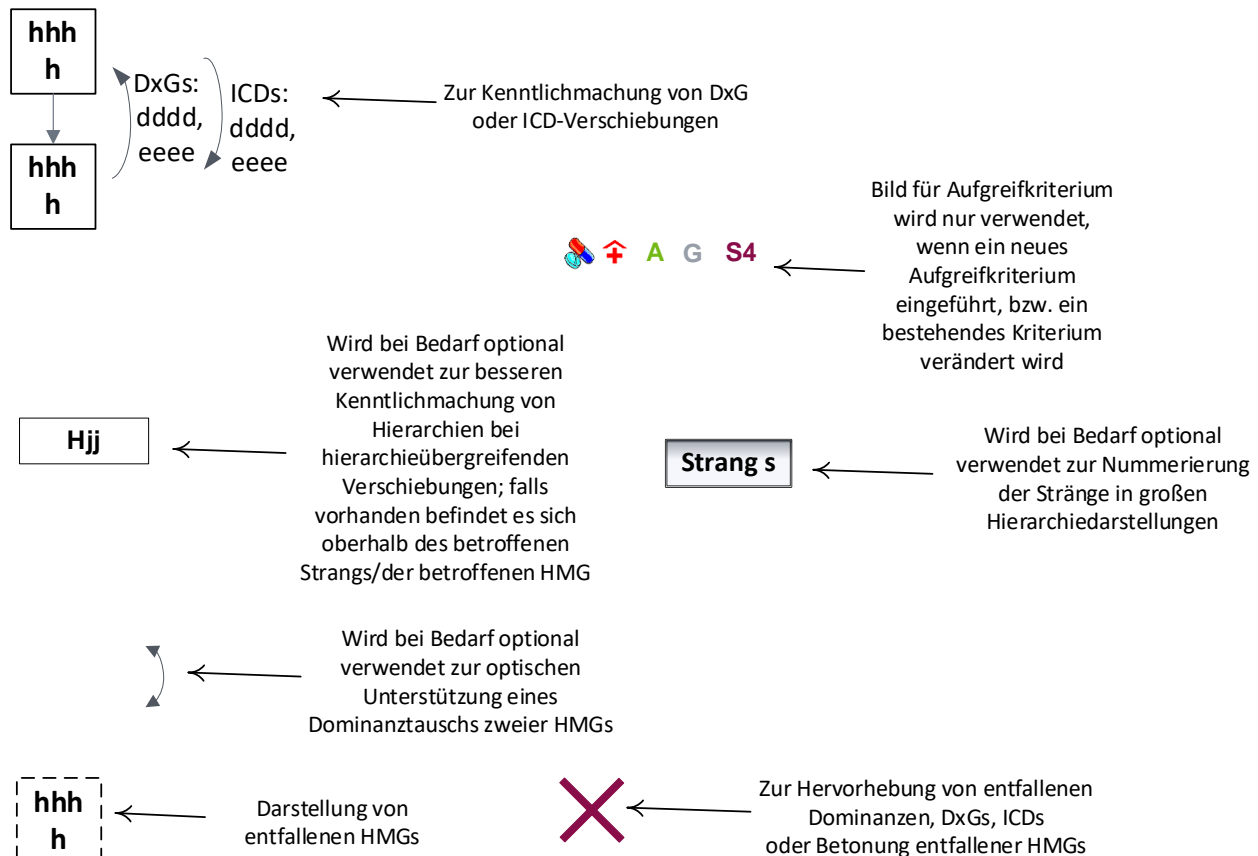 hhh
h
DxGs:
dddd,
eeee
ICDs:
dddd,
eeee
hhh
h
Zur Kenntlichmachung von DxG
oder ICD-Verschiebungen
A G S4
Bild für Aufgreifkriterium
wird nur verwendet,
wenn ein neues
Aufgreifkriterium
eingeführt, bzw. ein
bestehendes Kriterium
verändert wird
Hjj
Wird bei Bedarf optional
verwendet zur besseren
Kenntlichmachung von
Hierarchien bei
hierarchieübergreifenden
Verschiebungen; falls
vorhanden befindet es sich
oberhalb des betroffenen
Strangs/der betroffenen HMG
Strang s
Wird bei Bedarf optional
verwendet zur Nummerierung
der Stränge in großen
Hierarchiedarstellungen
Wird bei Bedarf optional
verwendet zur optischen
Unterstützung eines
Dominanztauschs zweier HMGs
hhh
h
Darstellung von
entfallenen HMGs
Zur Hervorhebung von entfallenen
Dominanzen, DxGs, ICDs
oder Betonung entfallener HMGs